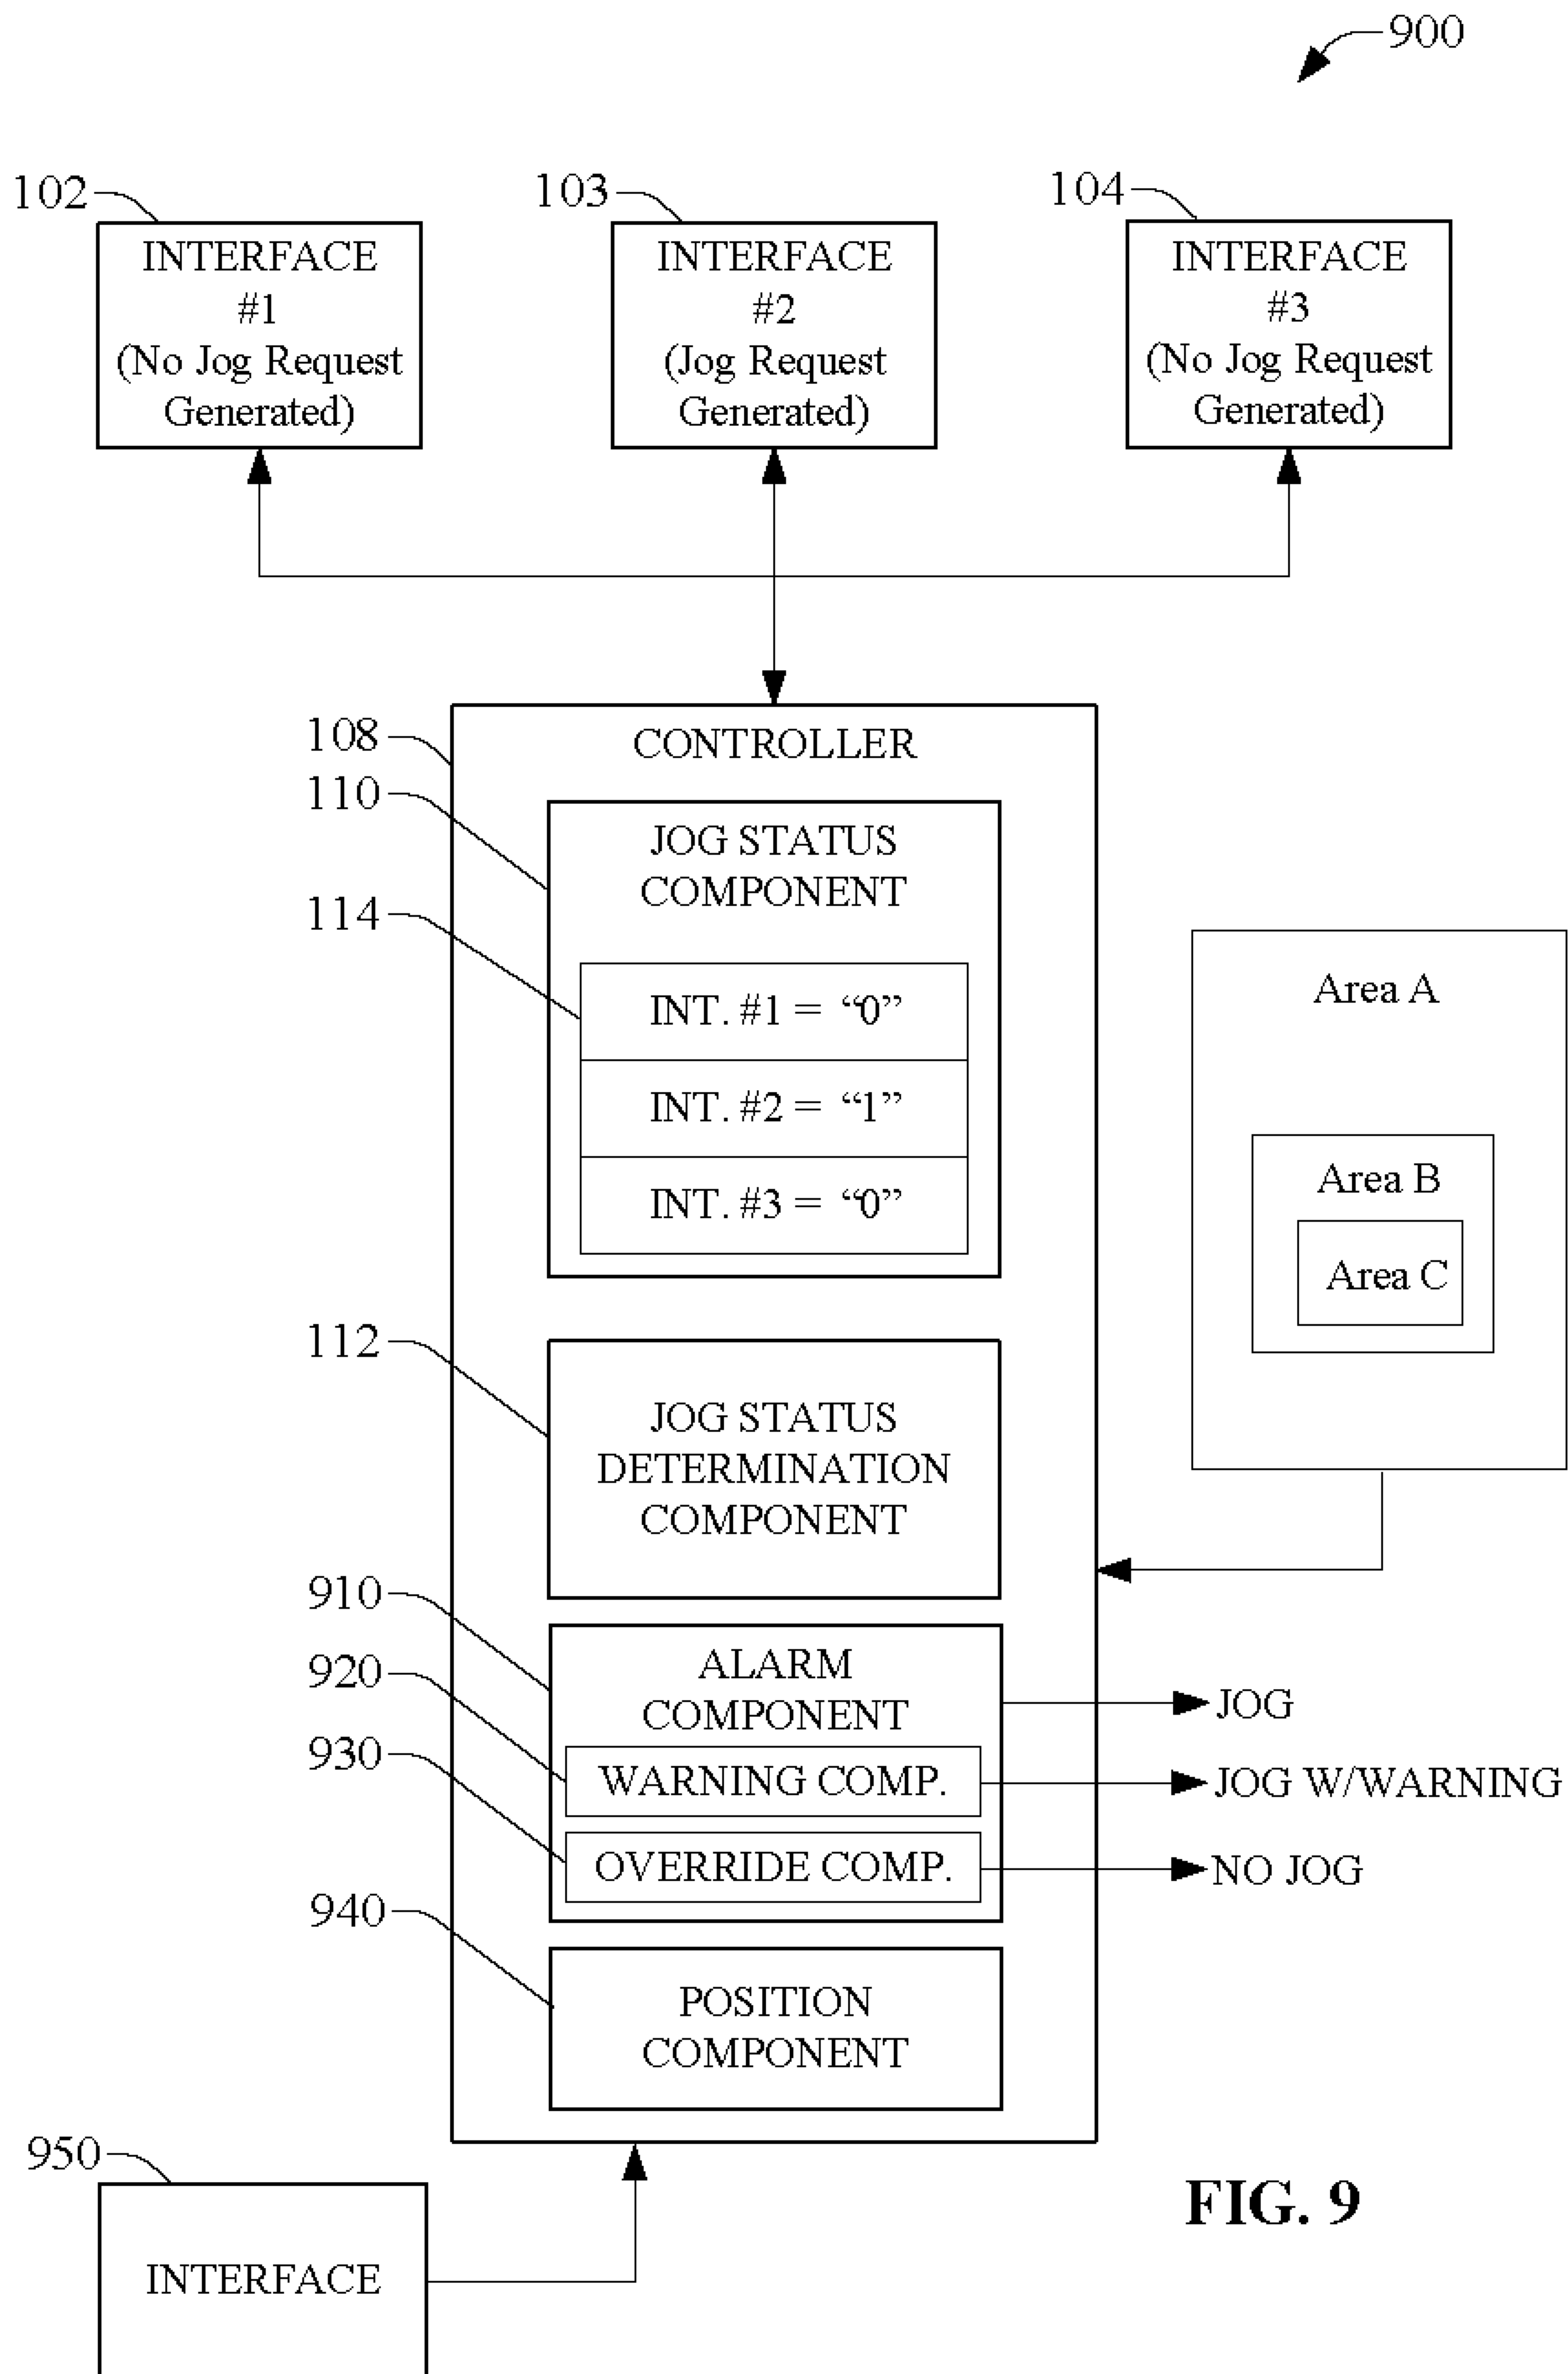 900
102
103
104
INTERFACE
#1
(No Jog Request
Generated)
INTERFACE
#2
(Jog Request
Generated)
INTERFACE
#3
(No Jog Request
Generated)
108
CONTROLLER
110
JOG STATUS
COMPONENT
114
INT. #1 = “0”
INT. #2 = “1”
INT. #3 = “0”
Area A
Area B
Area C
112
JOG STATUS
DETERMINATION
COMPONENT
910
ALARM
COMPONENT
920
WARNING COMP.
930
OVERRIDE COMP.
JOG
JOG W/WARNING
NO JOG
940
POSITION
COMPONENT
950
INTERFACE
FIG. 9